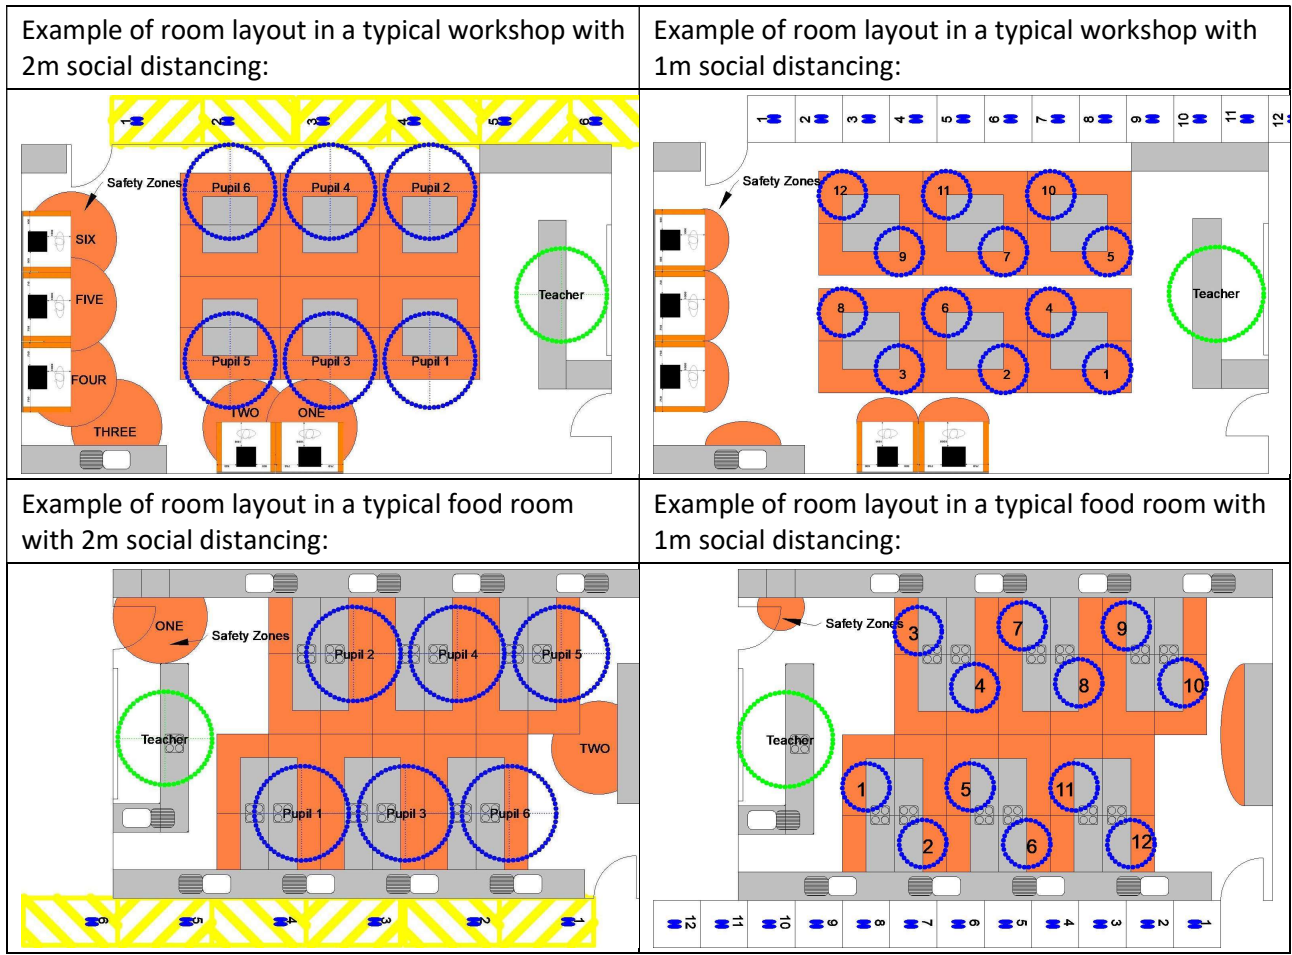 Example of room layout in a typical workshop with
2m social distancing:
Example of room layout in a typical workshop with
1m social distancing:
1 2 3 4 5 6
Pupil 6 Pupil 4 Pupil 2
Safety Zones
SIX
FIVE
FOUR
THREE
TWO ONE
Teacher
Pupil 5 Pupil 3 Pupil 1
1 2 3 4 5 6 7 8 9 10 11 12
Safety Zones
12 11 10
9 7 5
8 6 4
3 2 1
Teacher
Example of room layout in a typical food room
with 2m social distancing:
Example of room layout in a typical food room with
1m social distancing:
ONE
Safety Zones
Pupil 2 Pupil 4 Pupil 5
Teacher
TWO
Pupil 1 Pupil 3 Pupil 6
6 5 4 3 2 1
Safety Zones
3 7 9
4 8 10
Teacher
1 5 11
2 6 12
12 11 10 9 8 7 6 5 4 3 2 1